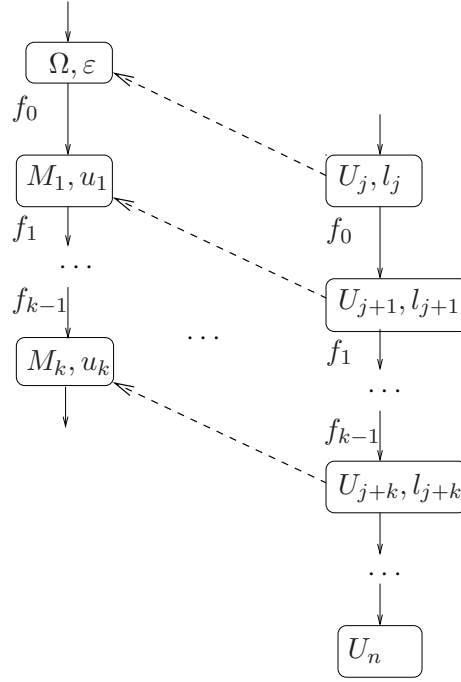 Ω, ε
f_0
M_1, u_1
f_1
...
f_{k−1}
M_k, u_k
...
U_j, l_j
f_0
U_{j+1}, l_{j+1}
f_1
...
f_{k−1}
U_{j+k}, l_{j+k}
...
U_n